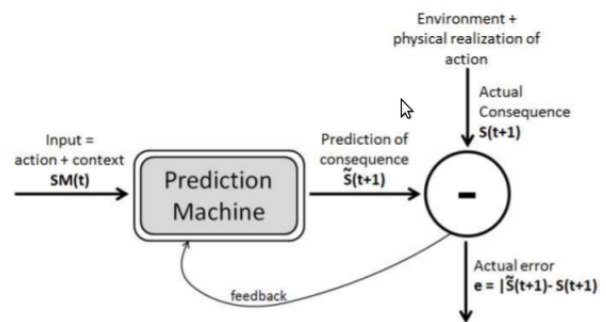 Environment +
physical realization of
action
Actual
Consequence
S(t+1)
Input =
action + context
SM(t)
Prediction
Machine
Prediction of
consequence
S̃(t+1)
-
feedback
Actual error
e = |S̃(t+1)- S(t+1)